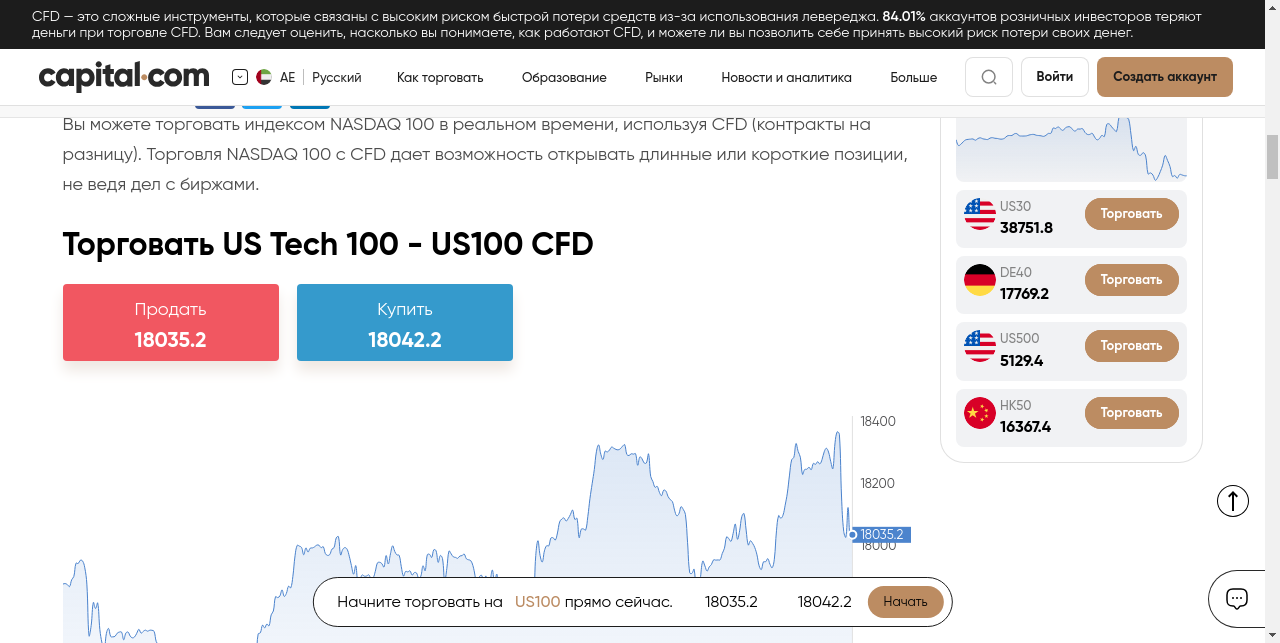 CFD — это сложные инструменты, которые связаны с высоким риском быстрой потери средств из-за использования левереджа. 84.01% аккаунтов розничных инвесторов теряют
деньги при торговле CFD. Вам следует оценить, насколько вы понимаете, как работают CFD, и можете ли вы позволить себе принять высокий риск потери своих денег.
capital.com
AE
Русский
Как торговать
Образование
Рынки
Новости и аналитика
Больше
Войти
Создать аккаунт
Вы можете торговать индексом NASDAQ 100 в реальном времени, используя CFD (контракты на
разницу). Торговля NASDAQ 100 с CFD дает возможность открывать длинные или короткие позиции,
не ведя дел с биржами.
Торговать US Tech 100 - US100 CFD
Продать
18035.2
Купить
18042.2
18400
18200
18035.2
18000
US30
38751.8
Торговать
DE40
17769.2
Торговать
US500
5129.4
Торговать
HK50
16367.4
Торговать
Начните торговать на US100 прямо сейчас. 18035.2 18042.2 Начать